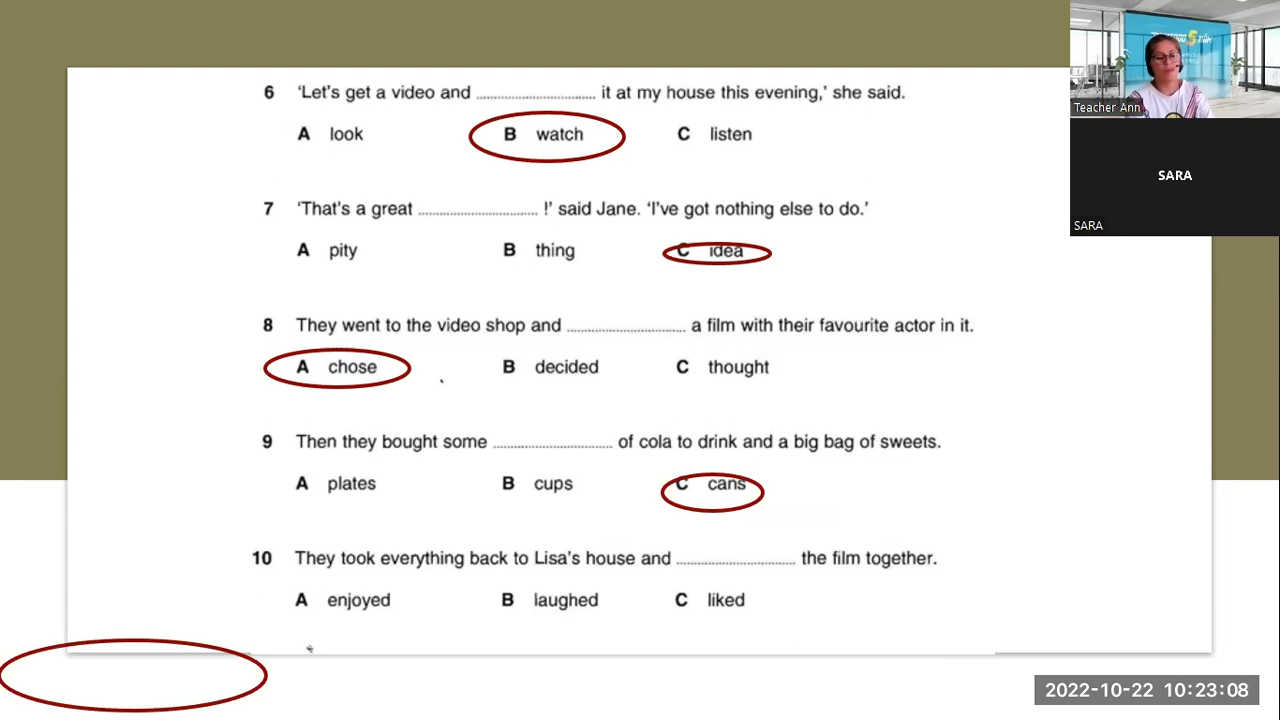 6 ‘Let’s get a video and ........................ it at my house this evening,’ she said.
A look B watch C listen
7 ‘That’s a great ........................ !’ said Jane. ‘I’ve got nothing else to do.’
A pity B thing C idea
8 They went to the video shop and ........................ a film with their favourite actor in it.
A chose B decided C thought
9 Then they bought some ........................ of cola to drink and a big bag of sweets.
A plates B cups C cans
10 They took everything back to Lisa’s house and ........................ the film together.
A enjoyed B laughed C liked
Teacher Ann
SARA
SARA
2022-10-22 10:23:08